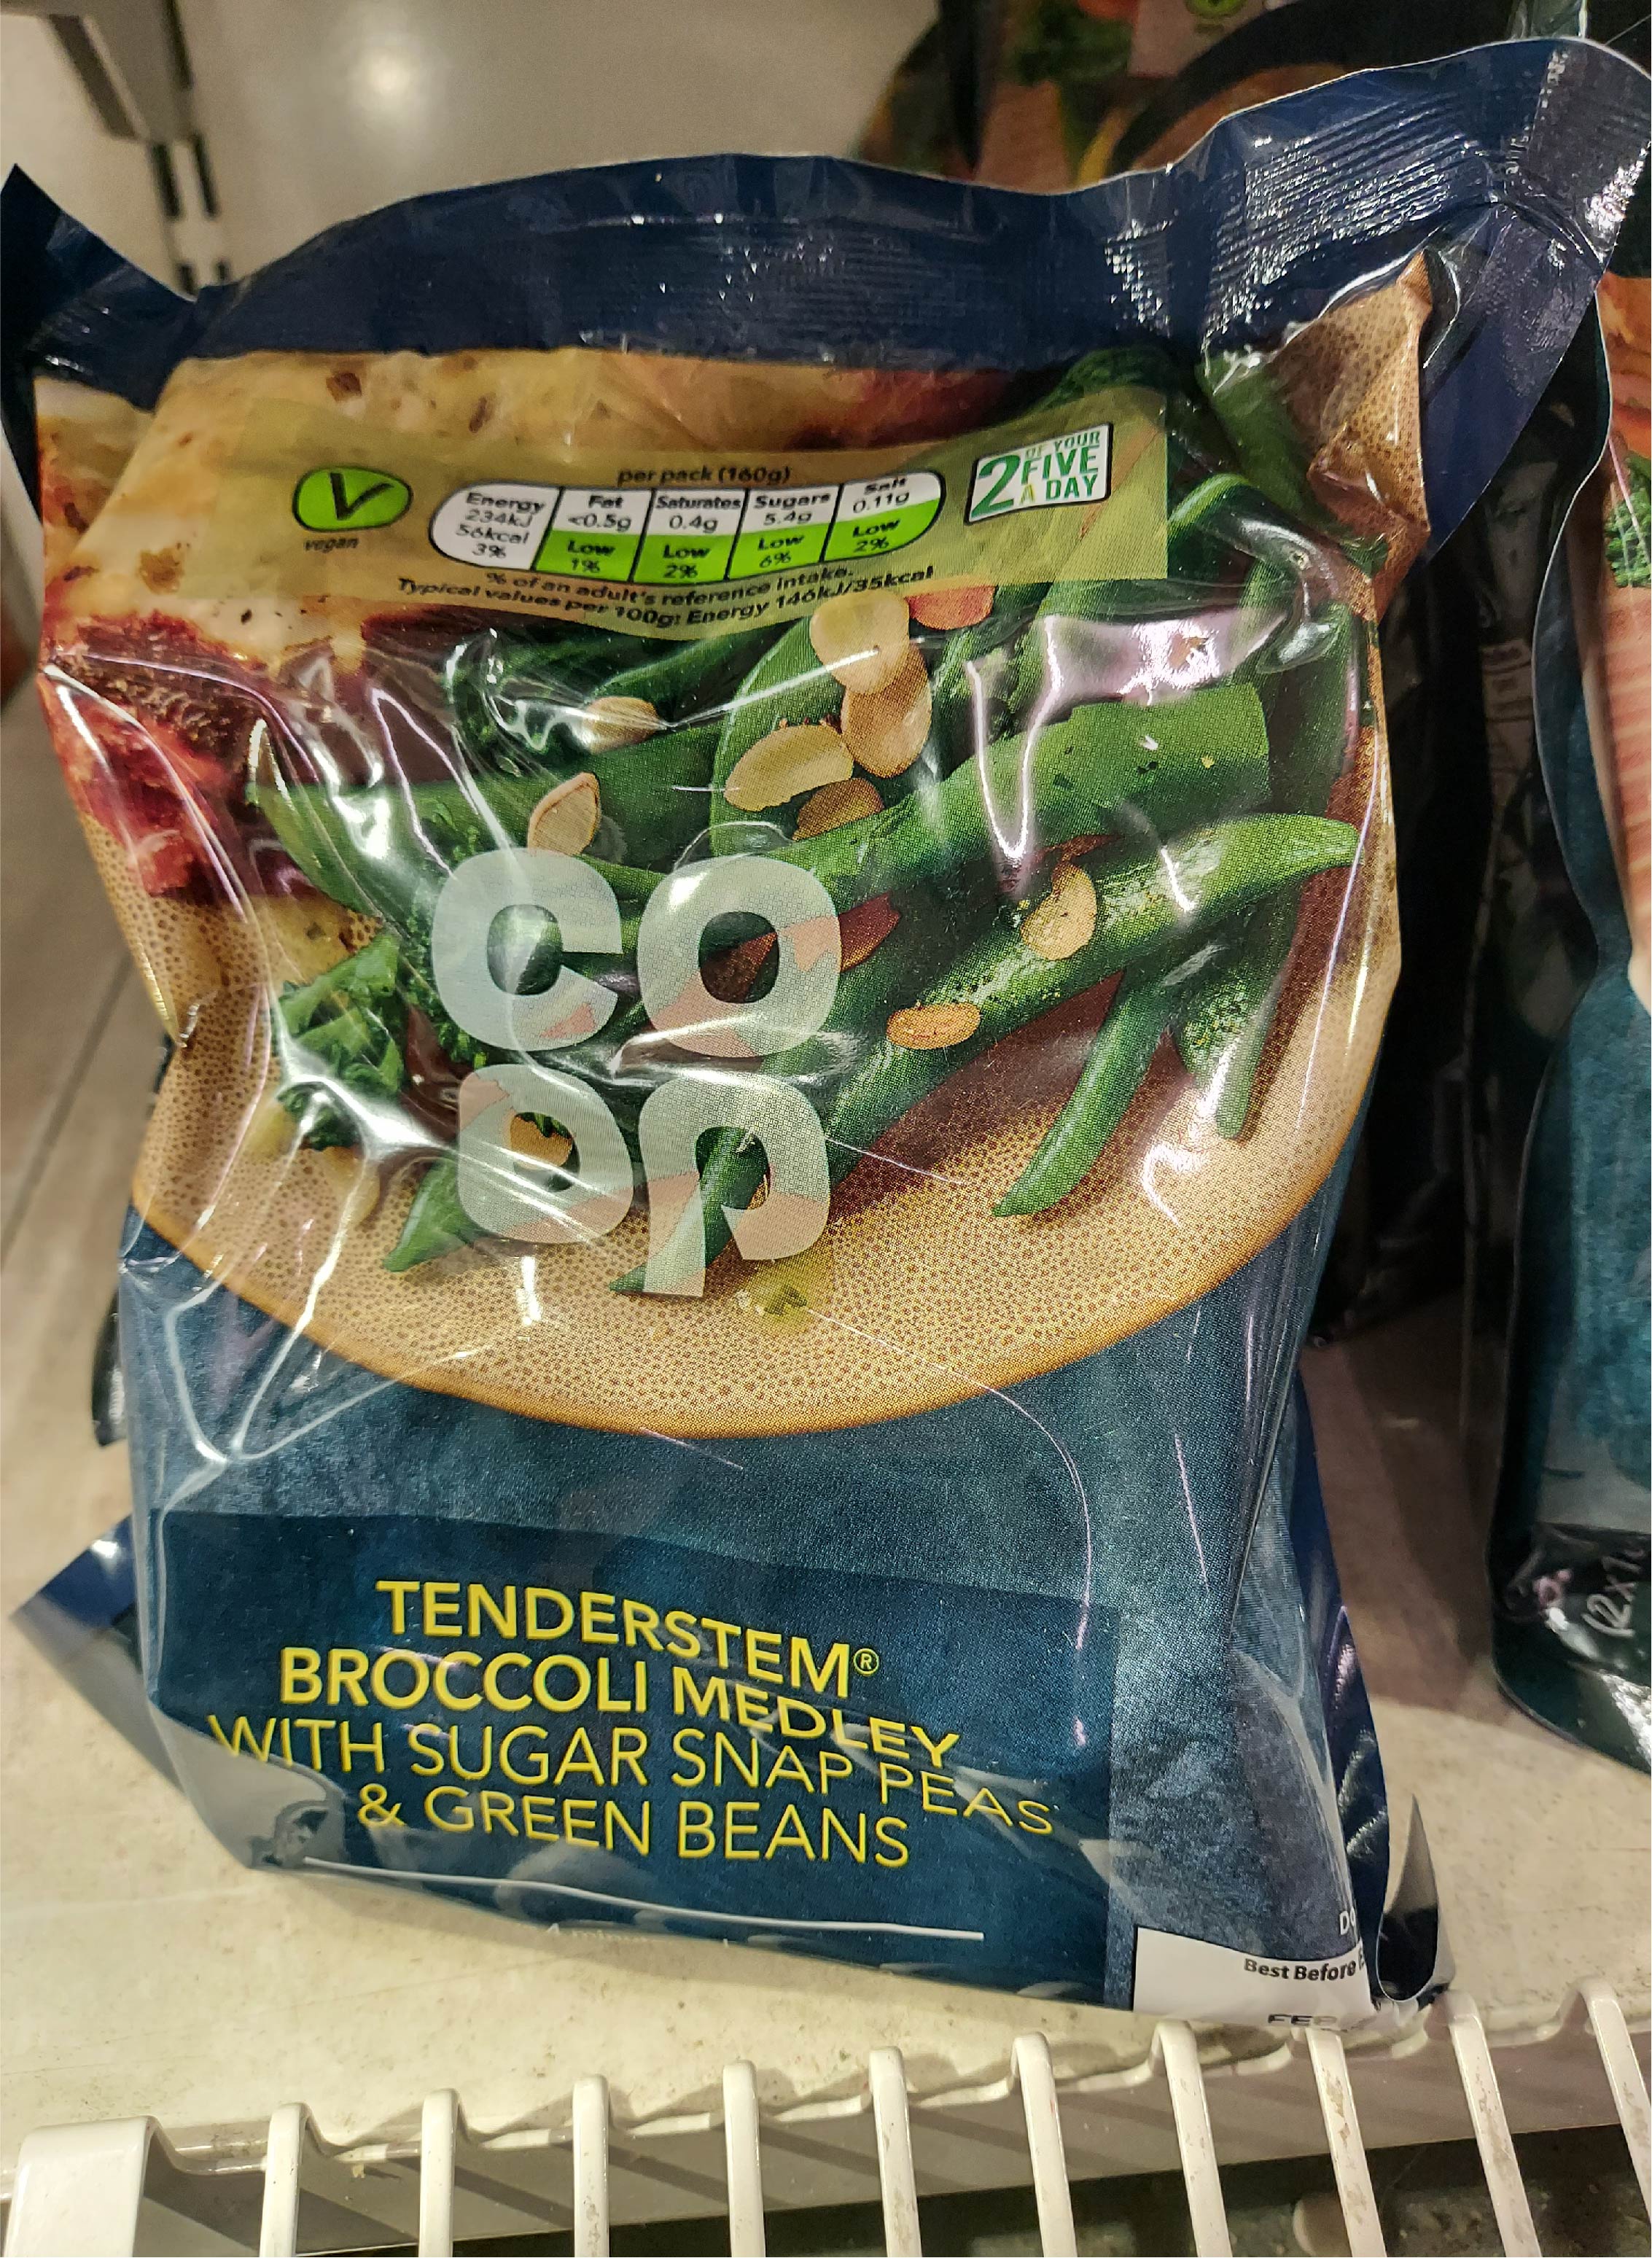 per pack (160g)
vegan
Energy
234kJ
56kcal
3%
Fat
<0.5g
Low
1%
Saturates
0.4g
Low
2%
Sugars
5.4g
Low
6%
Salt
0.11g
Low
2%
2 OF YOUR
FIVE
A DAY
% of an adult's reference intake.
Typical values per 100g: Energy 146kJ/35kcal
CO
OP
TENDERSTEM®
BROCCOLI MEDLEY
WITH SUGAR SNAP PEAS
& GREEN BEANS
Best Before